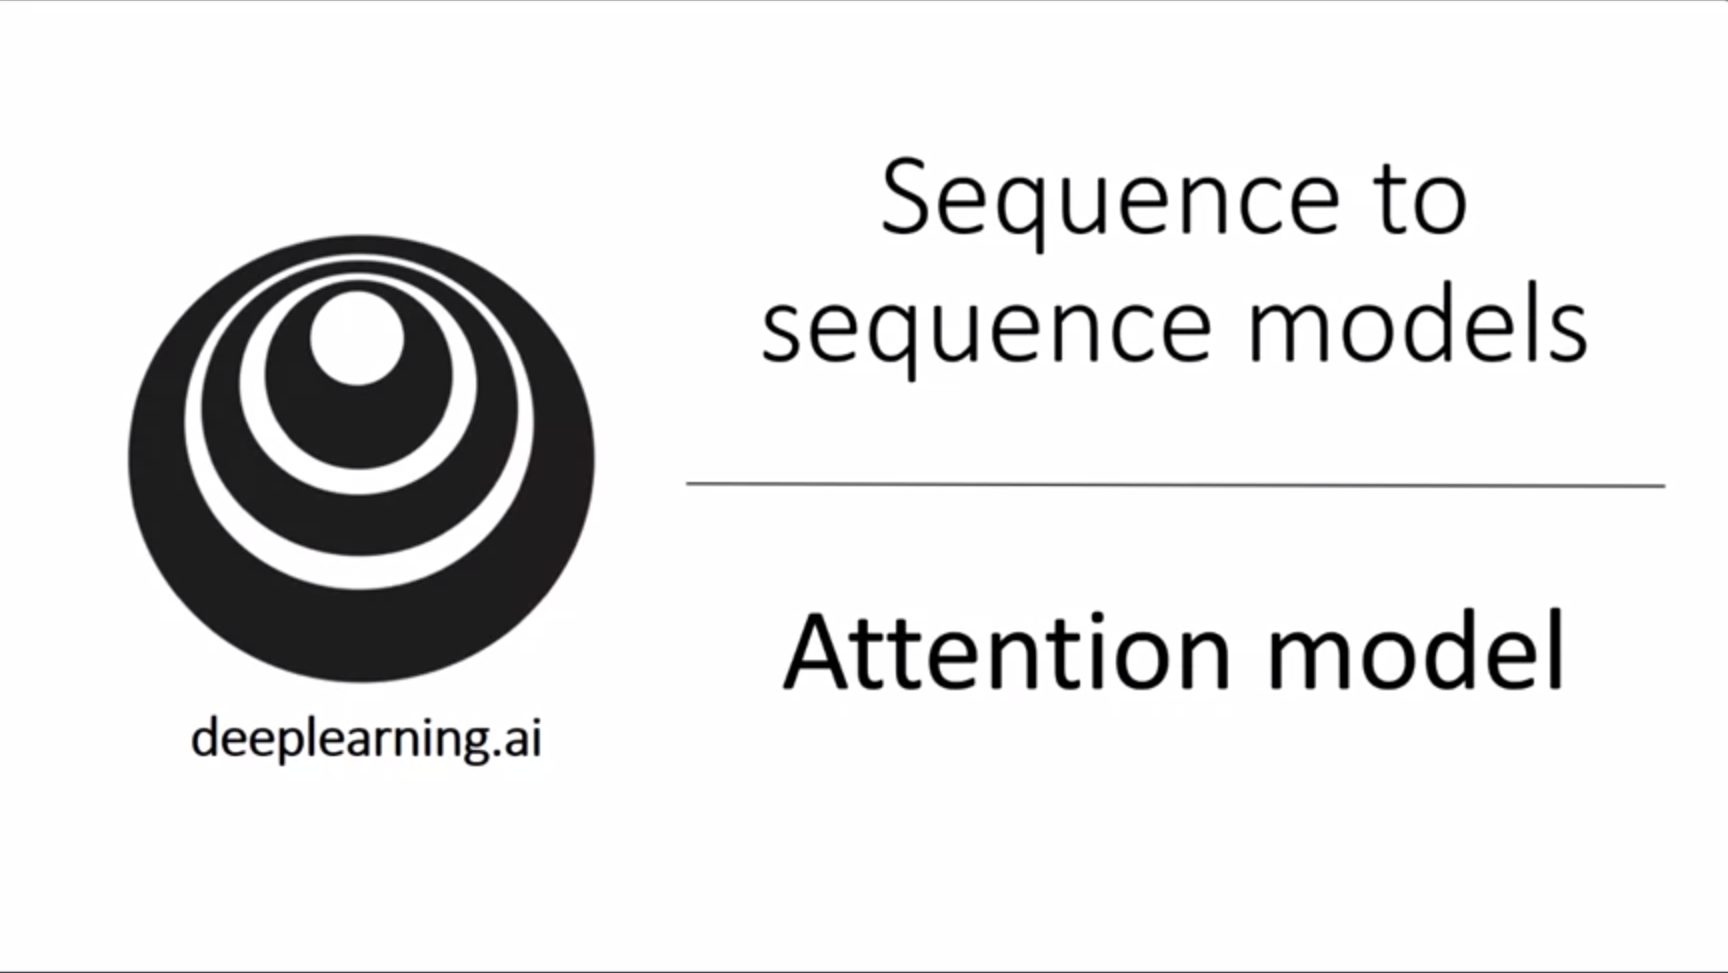 Sequence to
sequence models
Attention model
deeplearning.ai